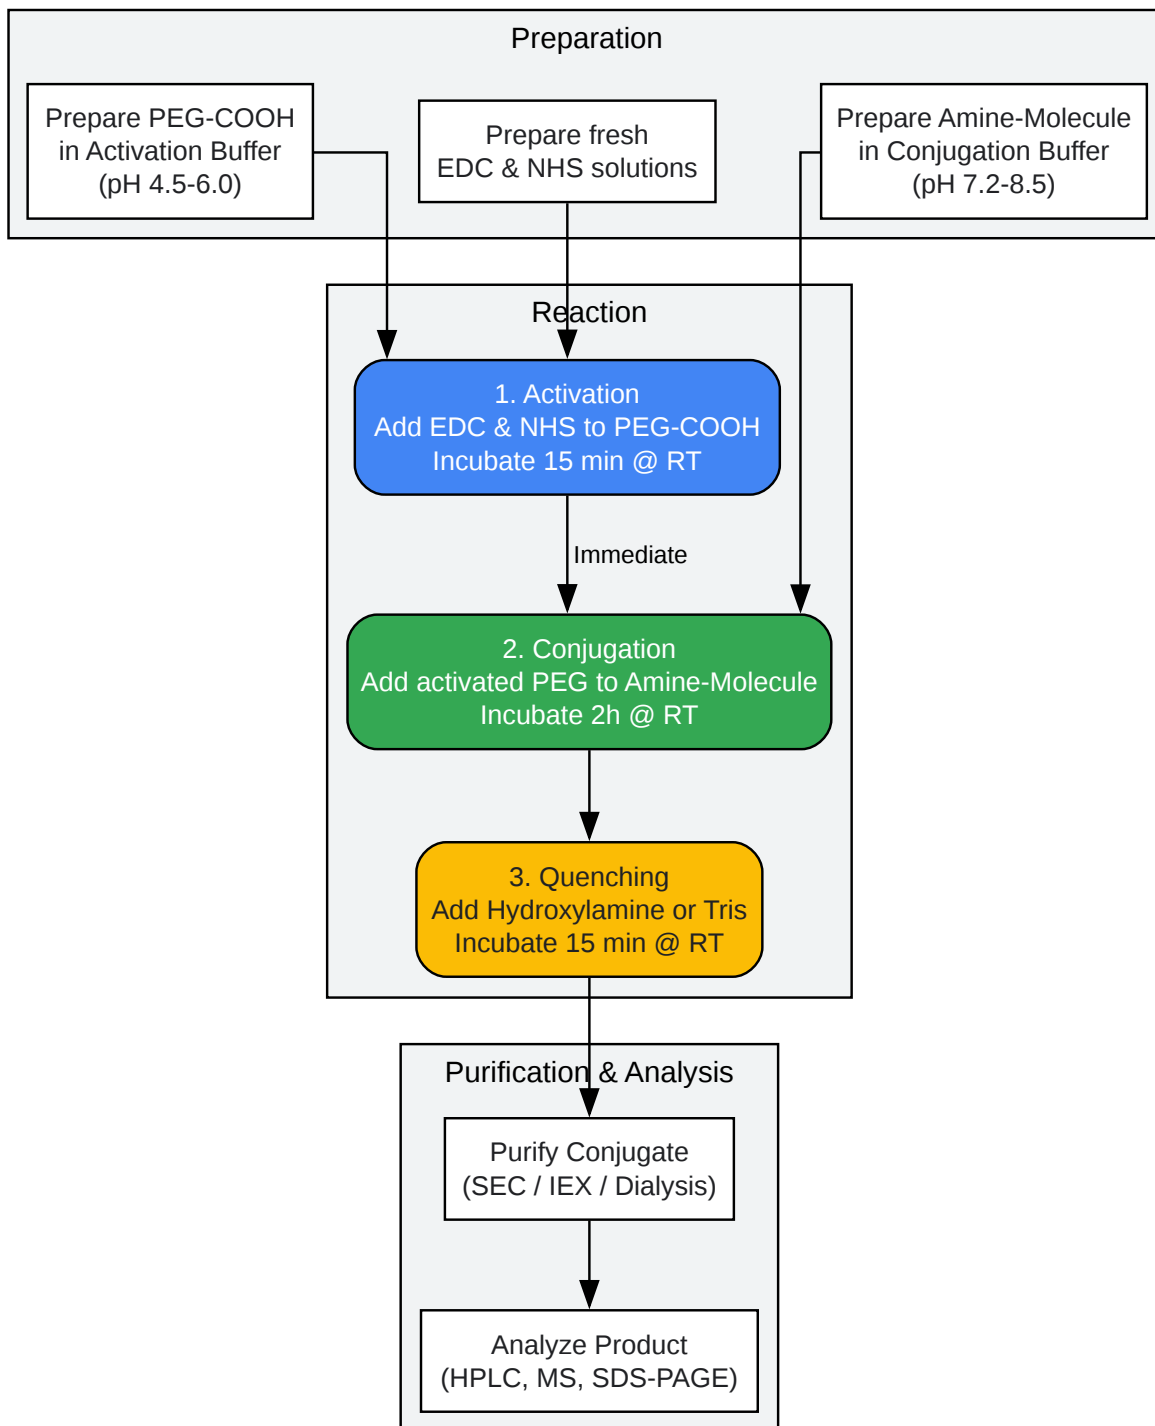 Preparation
Prepare PEG-COOH
in Activation Buffer
(pH 4.5-6.0)
Prepare fresh
EDC & NHS solutions
Prepare Amine-Molecule
in Conjugation Buffer
(pH 7.2-8.5)
Reaction
1. Activation
Add EDC & NHS to PEG-COOH
Incubate 15 min @ RT
Immediate
2. Conjugation
Add activated PEG to Amine-Molecule
Incubate 2h @ RT
3. Quenching
Add Hydroxylamine or Tris
Incubate 15 min @ RT
Purification & Analysis
Purify Conjugate
(SEC / IEX / Dialysis)
Analyze Product
(HPLC, MS, SDS-PAGE)